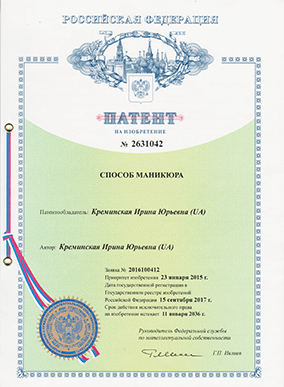 РОССИЙСКАЯ ФЕДЕРАЦИЯ
ПАТЕНТ
НА ИЗОБРЕТЕНИЕ
№ 2631042
СПОСОБ МАНИКЮРА
Патентообладатель: Креминская Ирина Юрьевна (UA)
Автор: Креминская Ирина Юрьевна (UA)
Заявка № 2016100412
Приоритет изобретения 23 января 2015 г.
Дата государственной регистрации в
Государственном реестре изобретений
Российской Федерации 15 сентября 2017 г.
Срок действия исключительного права
на изобретение истекает 11 января 2036 г.
Руководитель Федеральной службы
по интеллектуальной собственности
Г.П. Ивлиев